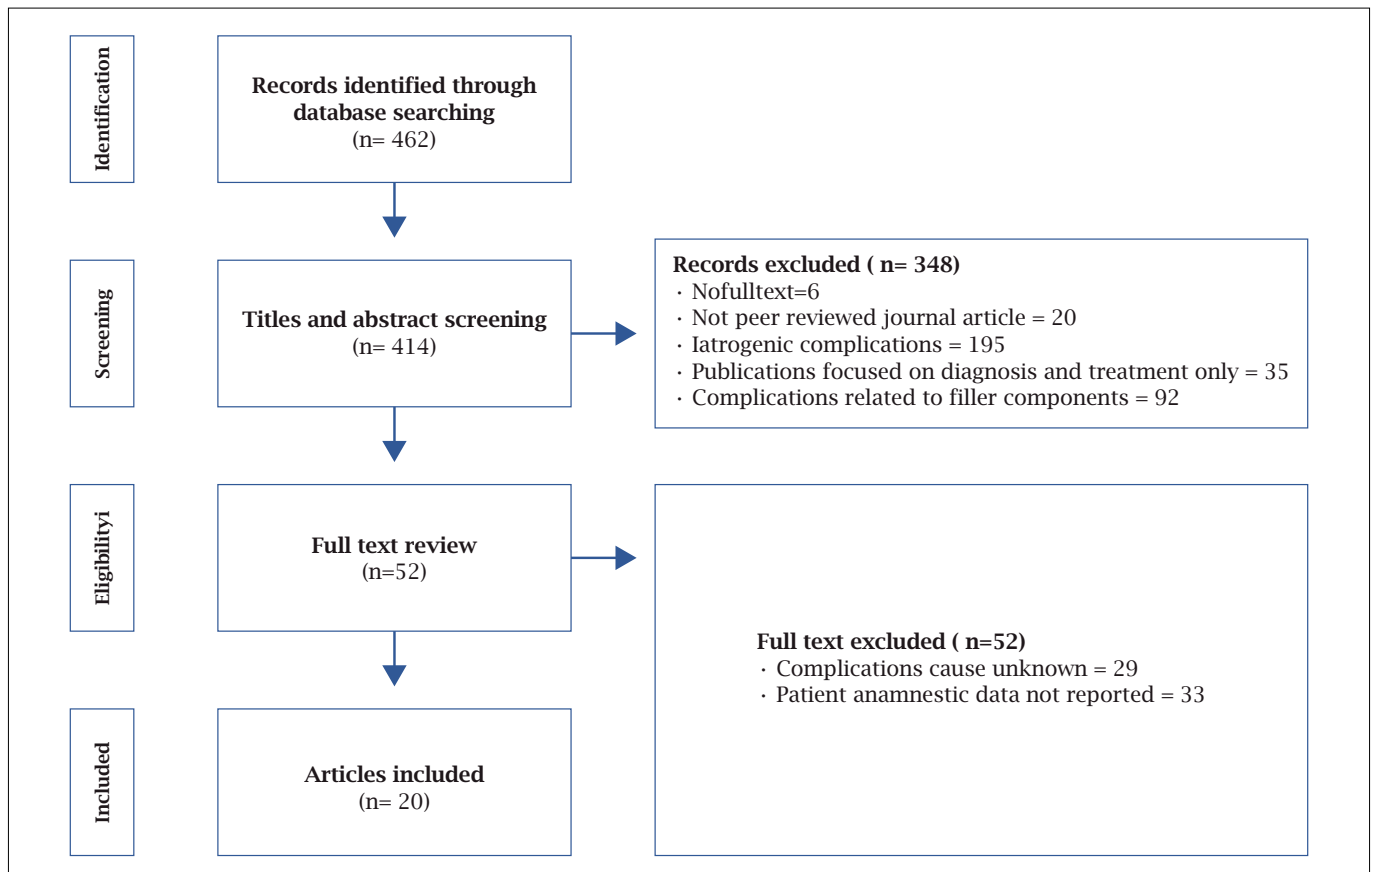 Identification
Records identified through
database searching
(n= 462)
Screening
Titles and abstract screening
(n= 414)
Records excluded ( n= 348)
· Nofulltext=6
· Not peer reviewed journal article = 20
· Iatrogenic complications = 195
· Publications focused on diagnosis and treatment only = 35
· Complications related to filler components = 92
Eligibilityi
Full text review
(n=52)
Full text excluded ( n=52)
· Complications cause unknown = 29
· Patient anamnestic data not reported = 33
Included
Articles included
(n= 20)